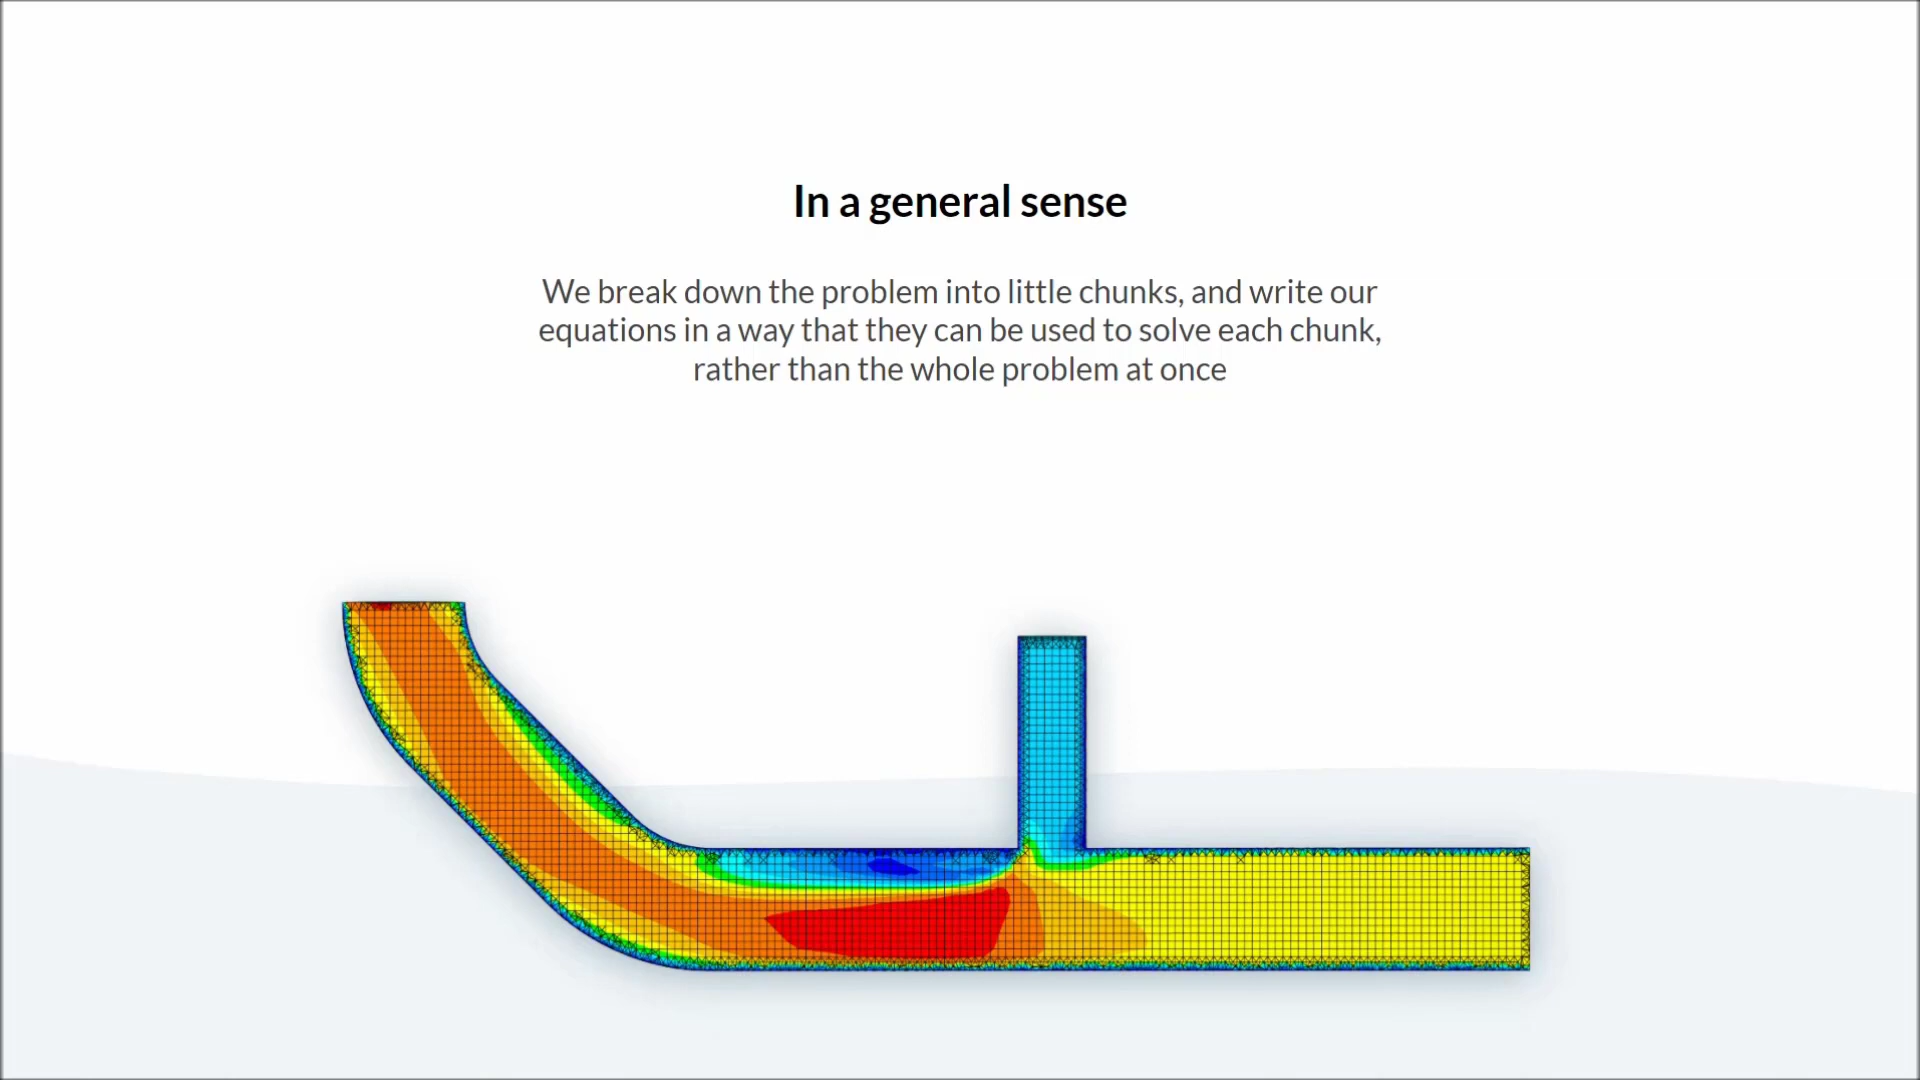 In a general sense
We break down the problem into little chunks, and write our
equations in a way that they can be used to solve each chunk,
rather than the whole problem at once